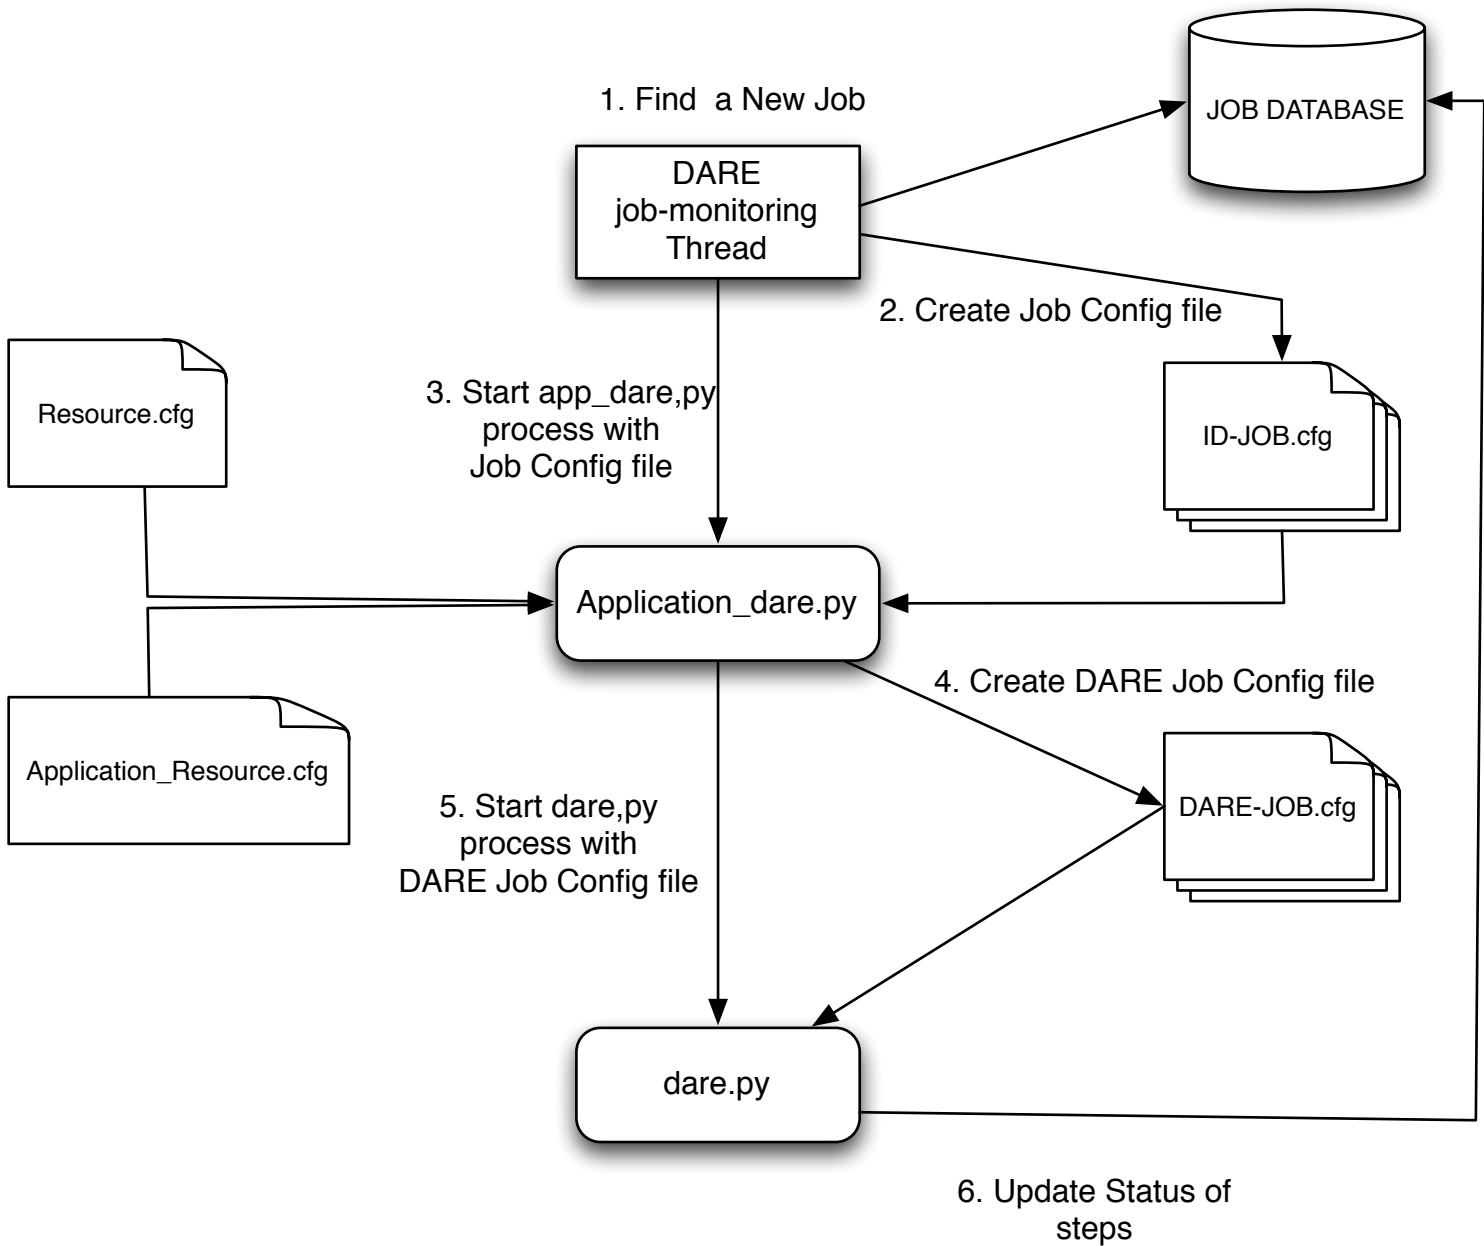 1. Find  a New Job
JOB DATABASE
DARE
job-monitoring
Thread
2. Create Job Config file
Resource.cfg
3. Start app_dare,py
process with
Job Config file
ID-JOB.cfg
Application_dare.py
4. Create DARE Job Config file
Application_Resource.cfg
5. Start dare,py
process with
DARE Job Config file
DARE-JOB.cfg
dare.py
6. Update Status of
steps